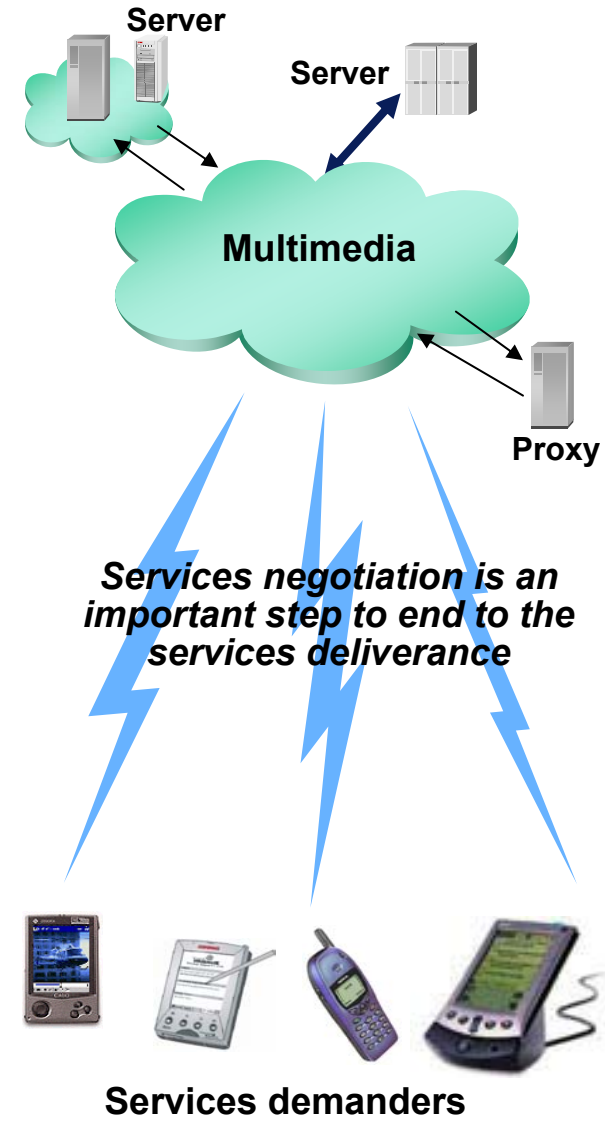 Server
Server
Multimedia
Proxy
Services negotiation is an
important step to end to the
services deliverance
Services demanders